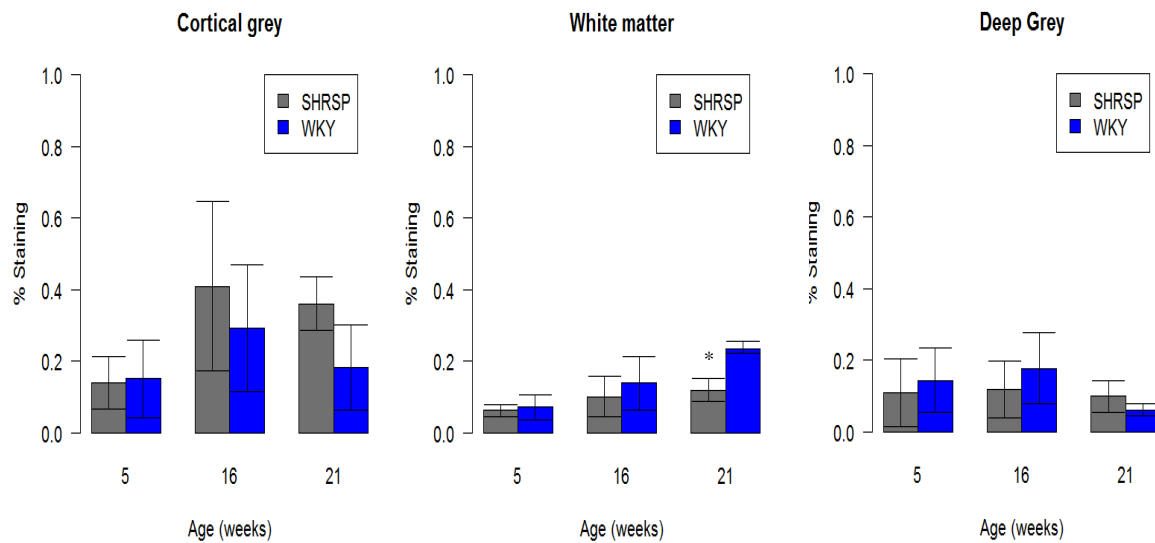 Cortical grey
1.0
0.8
0.6
0.4
0.2
0.0
% Staining
SHRSP
WKY
5 16 21
Age (weeks)
White matter
1.0
0.8
0.6
0.4
0.2
0.0
% Staining
SHRSP
WKY
*
5 16 21
Age (weeks)
Deep Grey
1.0
0.8
0.6
0.4
0.2
0.0
% Staining
SHRSP
WKY
5 16 21
Age (weeks)